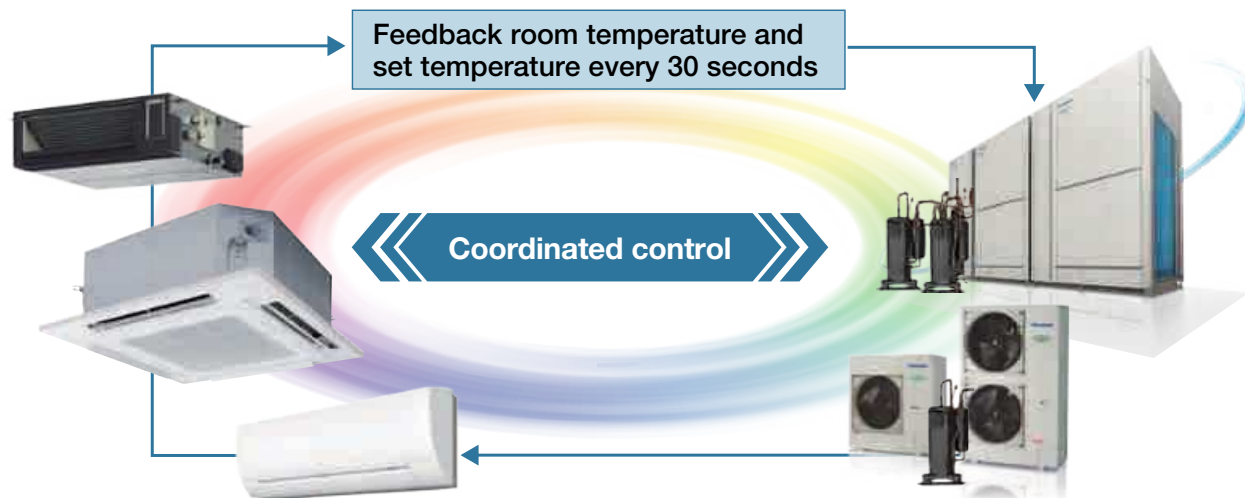 Feedback room temperature and
set temperature every 30 seconds
Coordinated control